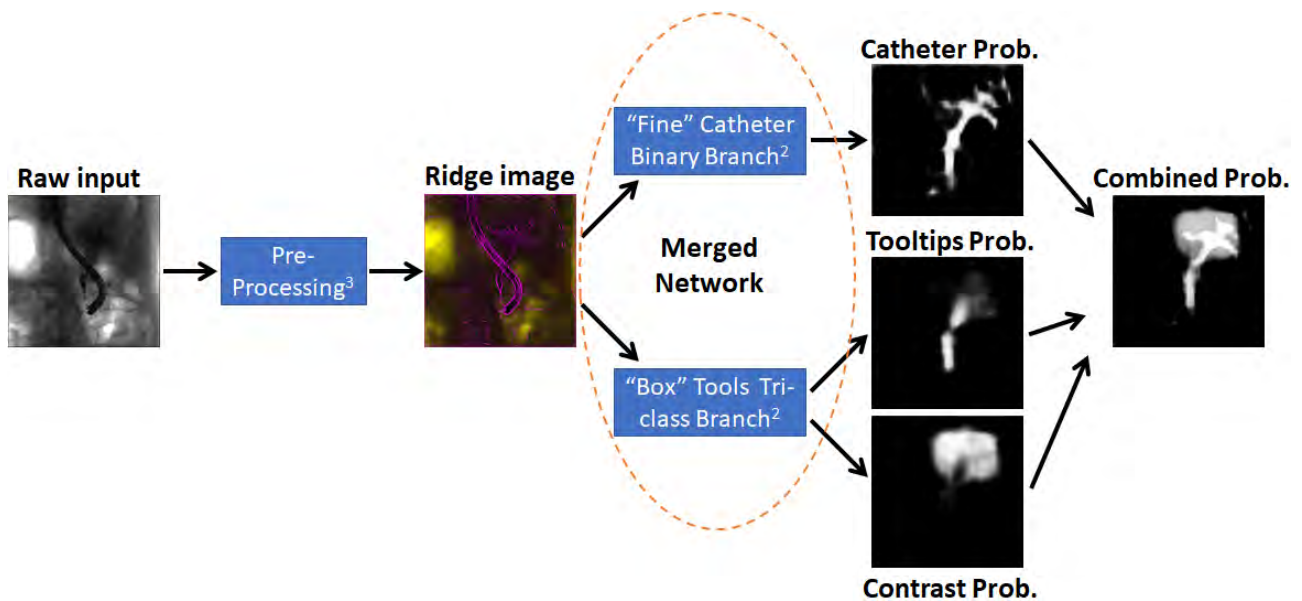 Raw input
Pre-
Processing3
Ridge image
“Fine” Catheter
Binary Branch2
Merged
Network
“Box” Tools Tri-
class Branch2
Catheter Prob.
Tooltips Prob.
Contrast Prob.
Combined Prob.